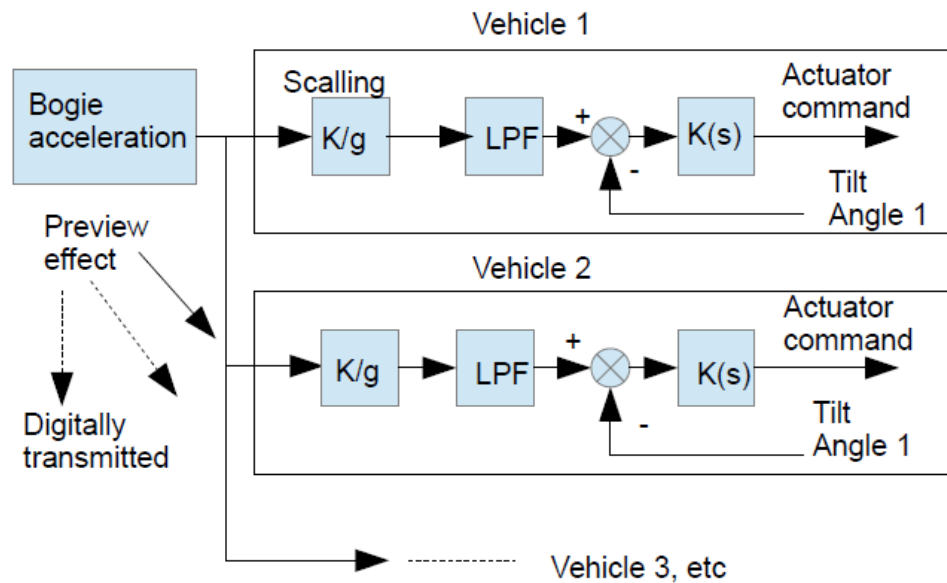 Vehicle 1
Bogie
acceleration
Scalling
K/g
LPF
+
-
K(s)
Actuator
command
Tilt
Angle 1
Preview
effect
Digitally
transmitted
Vehicle 2
K/g
LPF
+
-
K(s)
Actuator
command
Tilt
Angle 1
Vehicle 3, etc